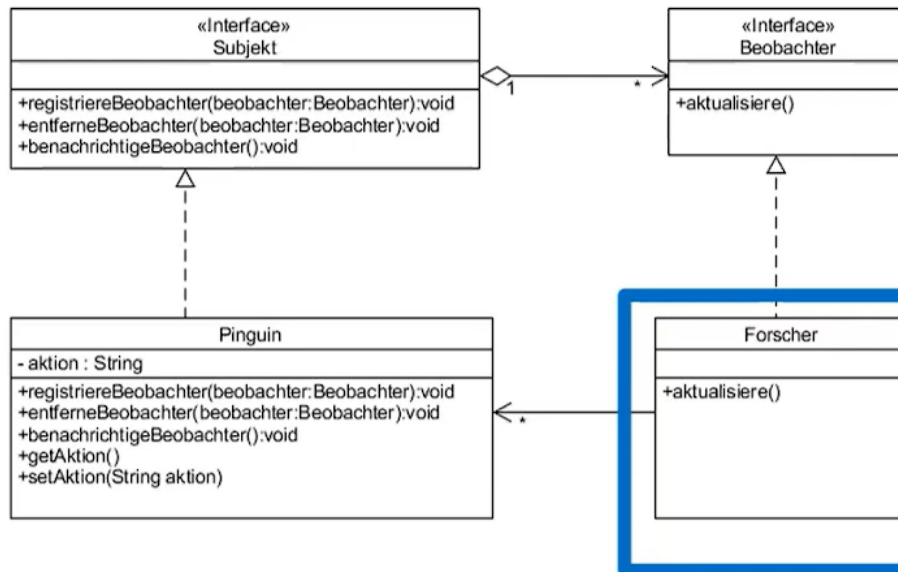 «Interface»
Subjekt
+registriereBeobachter(beobachter:Beobachter):void
+entferneBeobachter(beobachter:Beobachter):void
+benachrichtigeBeobachter():void
1
*
«Interface»
Beobachter
+aktualisiere()
Pinguin
- aktion : String
+registriereBeobachter(beobachter:Beobachter):void
+entferneBeobachter(beobachter:Beobachter):void
+benachrichtigeBeobachter():void
+getAktion()
+setAktion(String aktion)
*
Forscher
+aktualisiere()